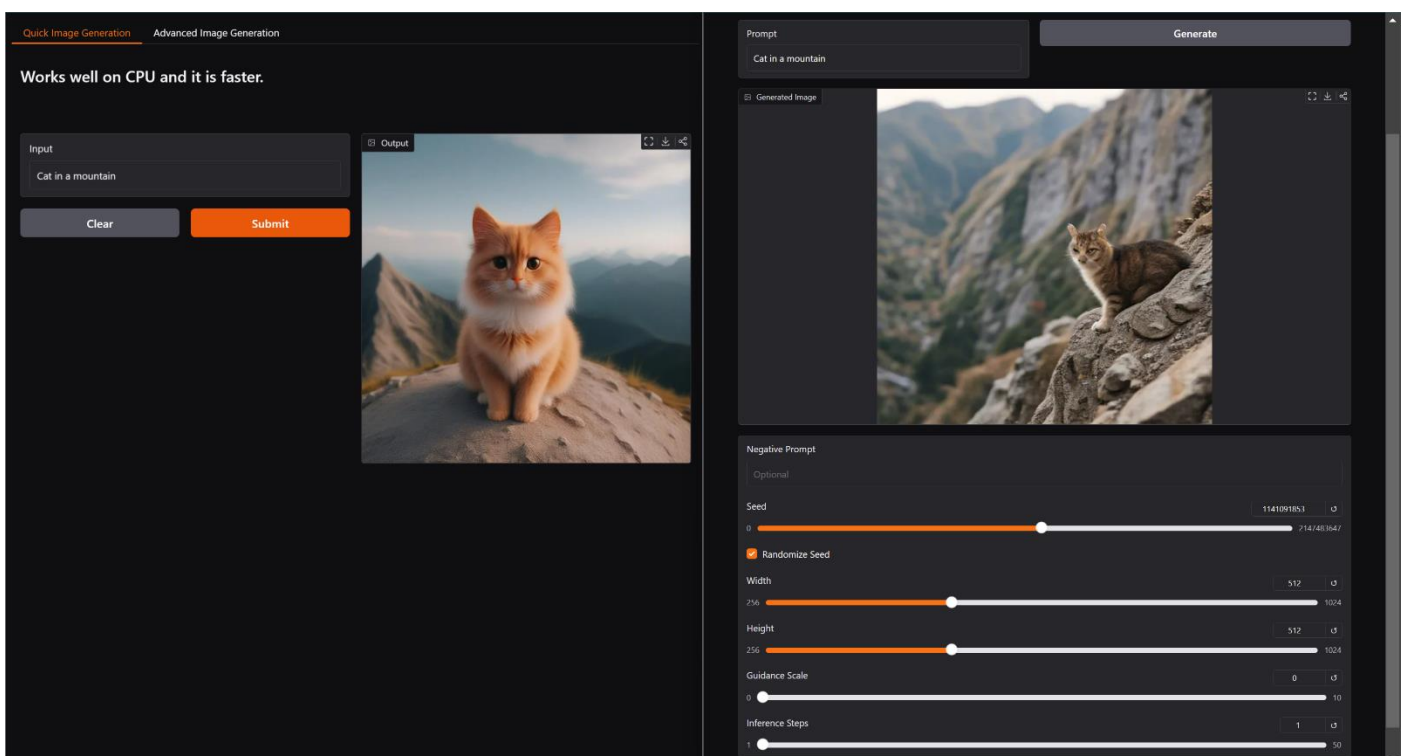 Quick Image Generation Advanced Image Generation
Works well on CPU and it is faster.
Input
Cat in a mountain
Clear Submit
Output
Prompt
Cat in a mountain
Generate
Generated Image
Negative Prompt
Optional
Seed 1141091853
0 2147483647
Randomize Seed
Width 512
256 1024
Height 512
256 1024
Guidance Scale 0
0 10
Inference Steps 1
1 50